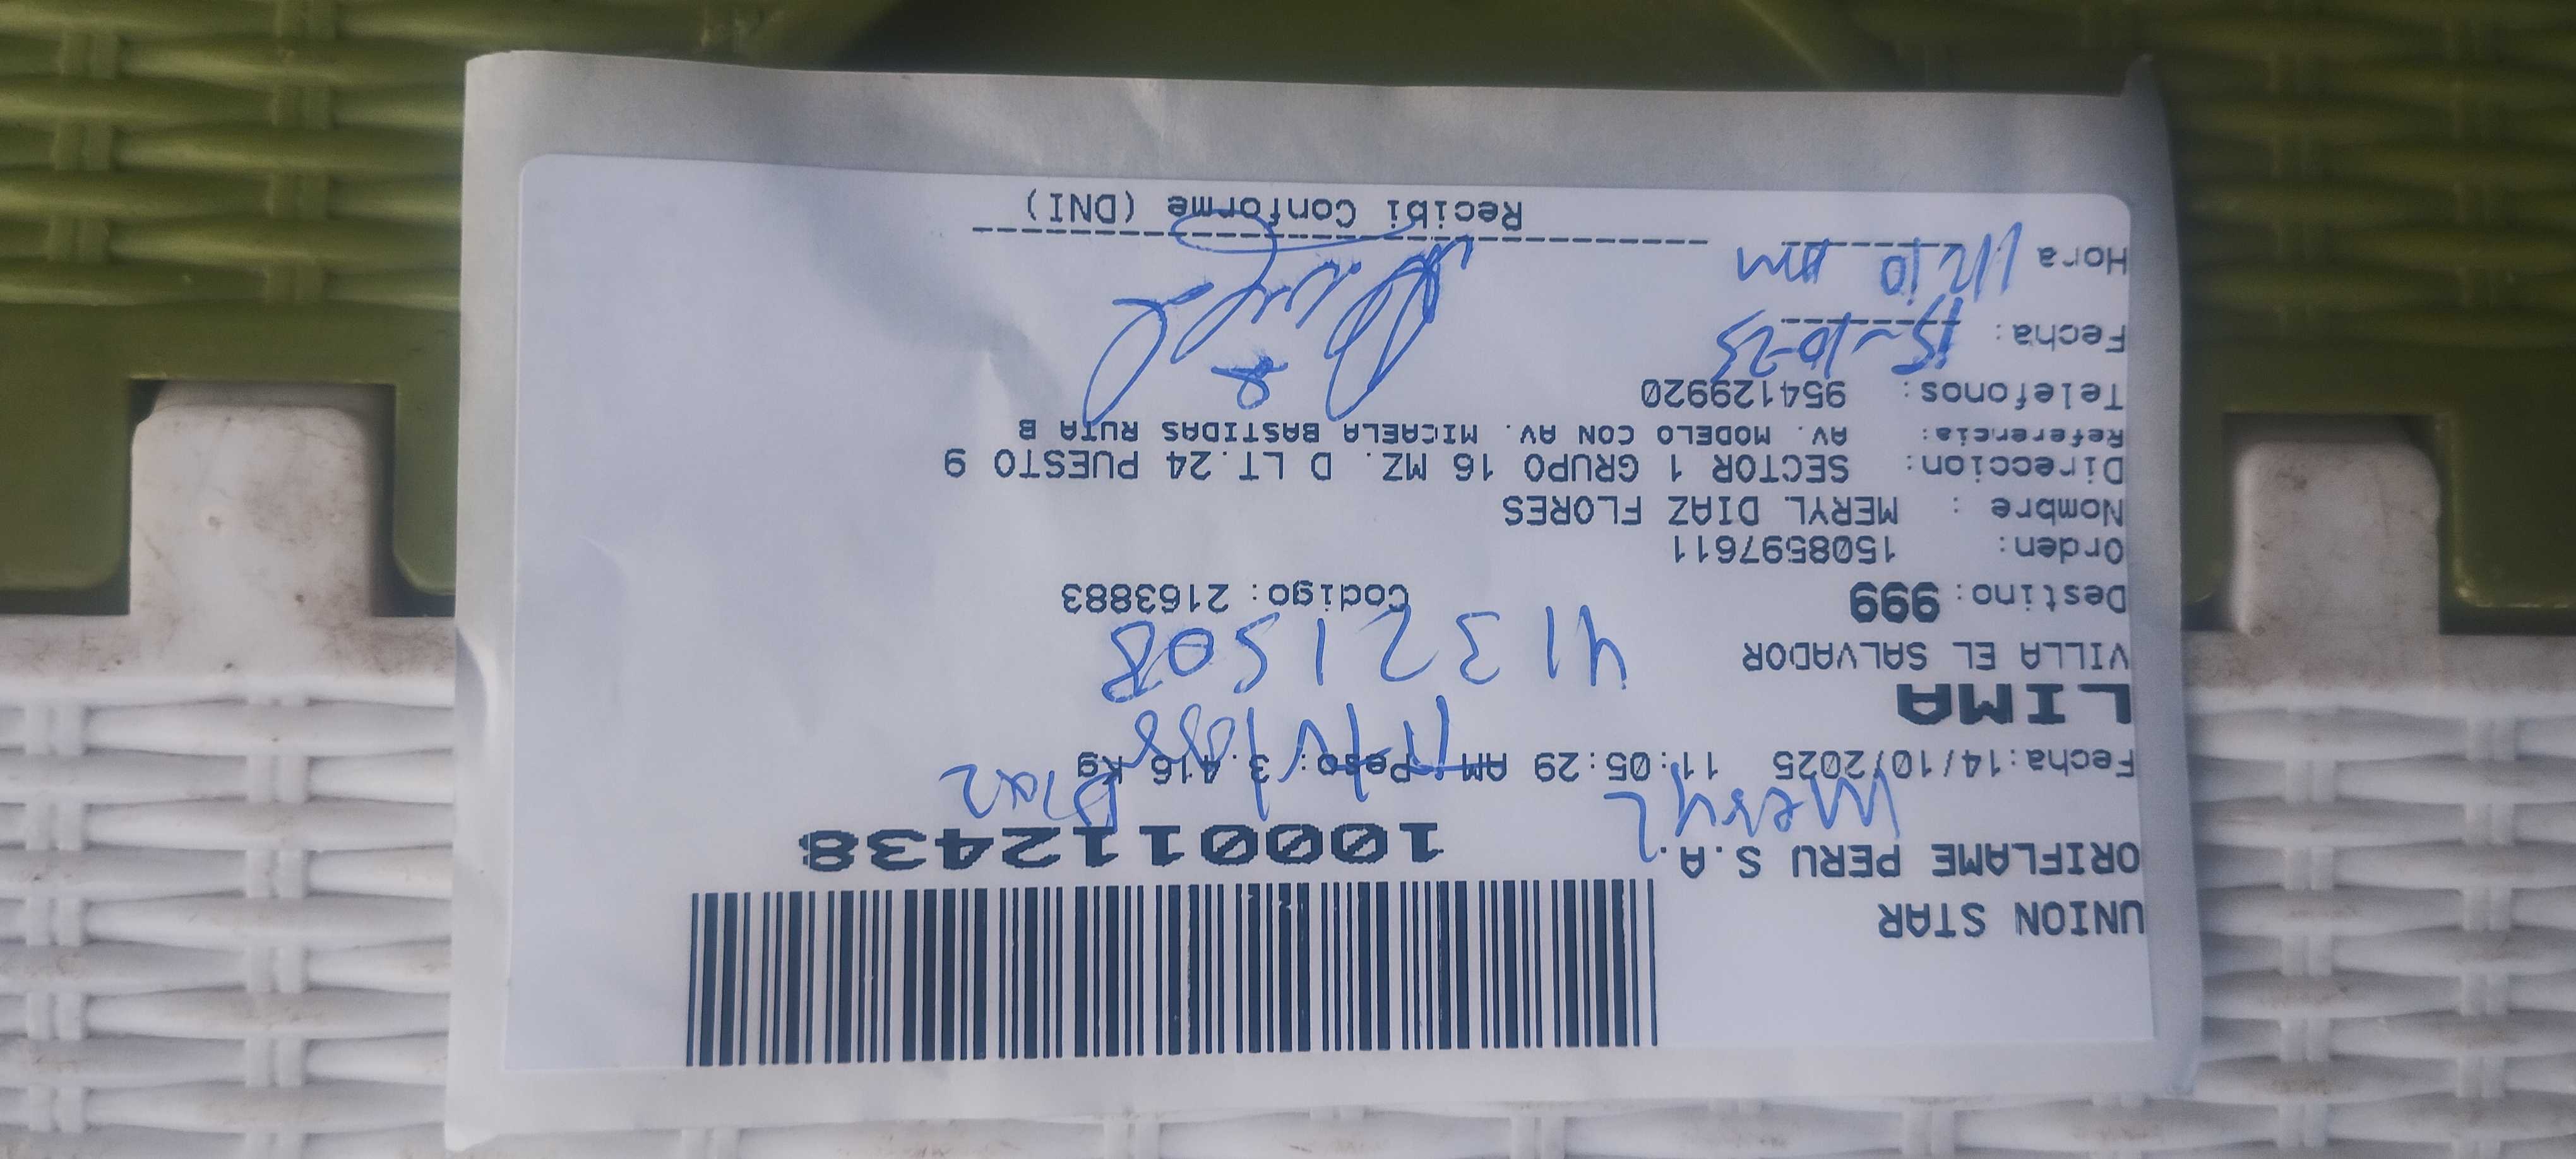 UNION STAR
ORIFLAME PERU S.A.
1000112438
Meryl Diaz
Fecha:14/10/2025 11:05:29 AM Peso: 3.416 Kg
LIMA
VILLA EL SALVADOR
41321508
Destino: 999 Codigo: 2163883
Orden: 1508597611
Nombre : MERYL DIAZ FLORES
Direccion: SECTOR 1 GRUPO 16 MZ. D LT.24 PUESTO 9
Referencia: AV. MODELO CON AV. MICAELA BASTIDAS RUTA B
Telefonos: 954129920
Fecha: 15-10-25
Hora 12:10 pm
Recibi Conforme (DNI)